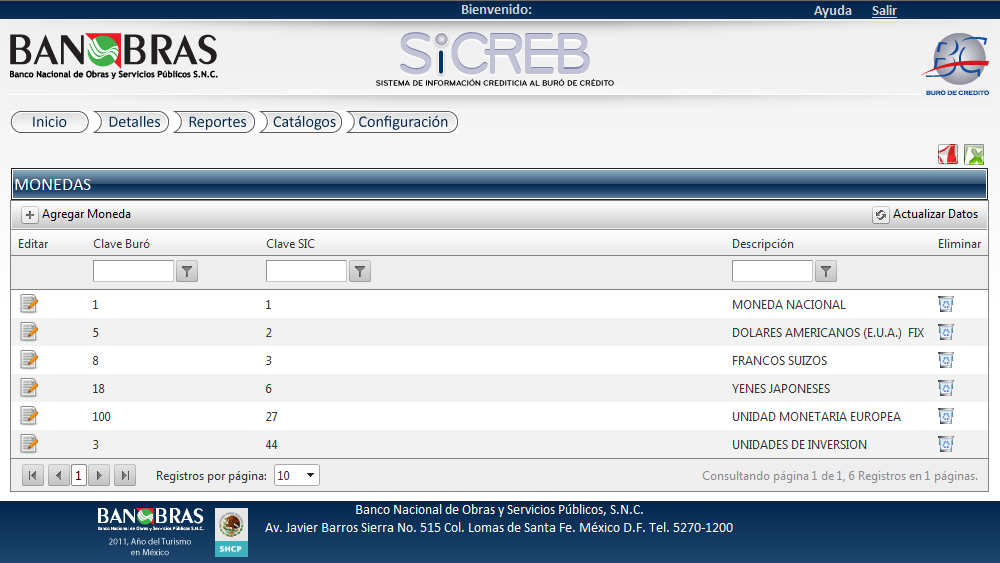 Bienvenido:
Ayuda Salir
BANOBRAS
Banco Nacional de Obras y Servicios Públicos S.N.C.
SiCREB
SISTEMA DE INFORMACIÓN CREDITICIA AL BURÓ DE CRÉDITO
BC
BURO DE CREDITO
Inicio Detalles Reportes Catálogos Configuración
MONEDAS
Agregar Moneda Actualizar Datos
Editar Clave Buró Clave SIC Descripción Eliminar
1 1 MONEDA NACIONAL
5 2 DOLARES AMERICANOS (E.U.A.) FIX
8 3 FRANCOS SUIZOS
18 6 YENES JAPONESES
100 27 UNIDAD MONETARIA EUROPEA
3 44 UNIDADES DE INVERSION
1 Registros por página: 10 Consultando página 1 de 1, 6 Registros en 1 páginas.
BANOBRAS
Banco Nacional de Obras y Servicios Públicos S.N.C.
2011, Año del Turismo
en México
SHCP
Banco Nacional de Obras y Servicios Públicos, S.N.C.
Av. Javier Barros Sierra No. 515 Col. Lomas de Santa Fe. México D.F. Tel. 5270-1200